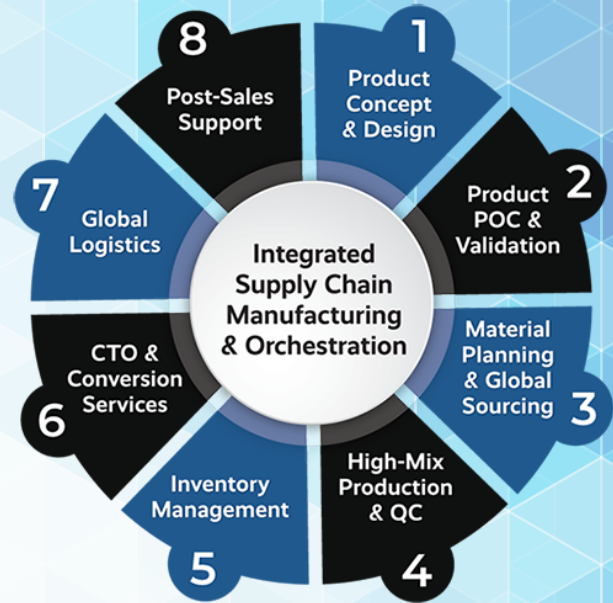 Integrated
Supply Chain
Manufacturing
& Orchestration
1
Product
Concept
& Design
2
Product
POC &
Validation
3
Material
Planning
& Global
Sourcing
4
High-Mix
Production
& QC
5
Inventory
Management
6
CTO &
Conversion
Services
7
Global
Logistics
8
Post-Sales
Support